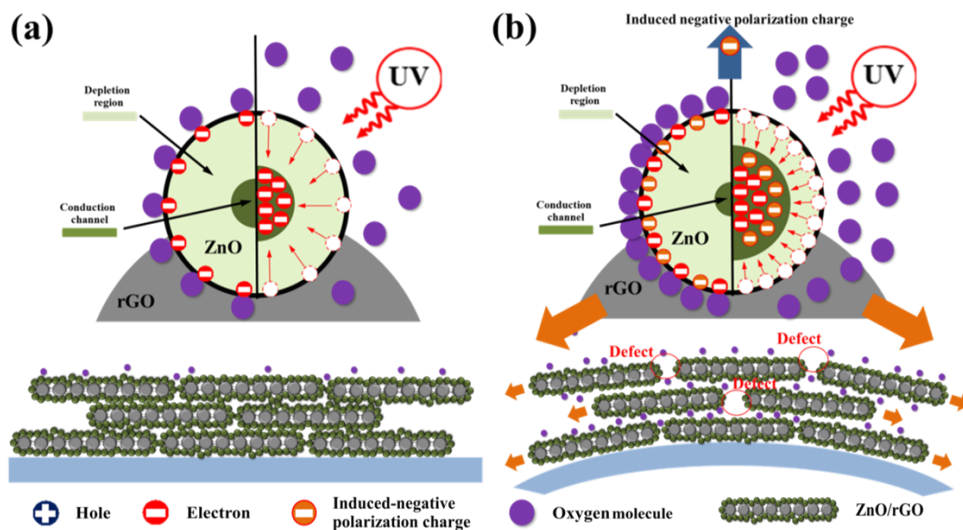 (a)
UV
Depletion
region
Conduction
channel
ZnO
rGO
(b)
Induced negative polarization charge
UV
Depletion
region
Conduction
channel
ZnO
rGO
Defect
Defect
Defect
Hole
Electron
Induced-negative
polarization charge
Oxygen molecule
ZnO/rGO